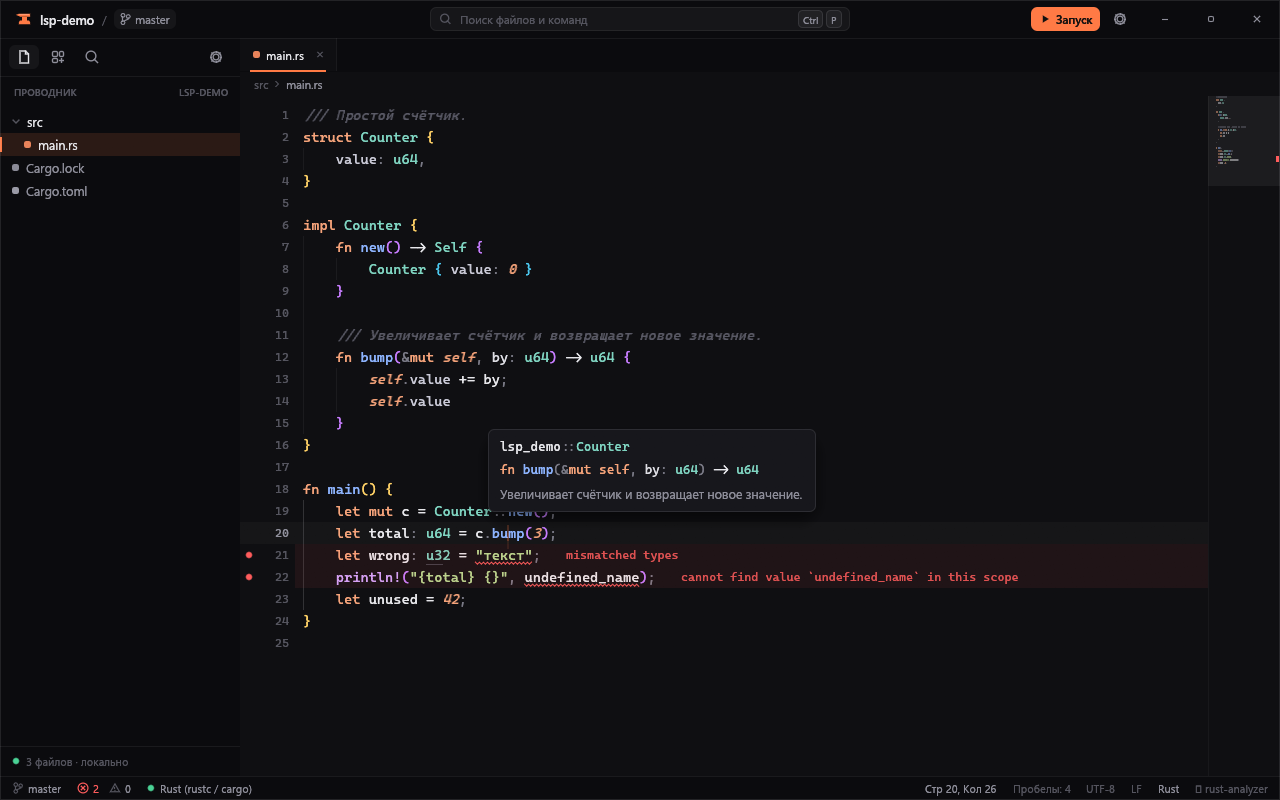 lsp-demo / master
Поиск файлов и команд Ctrl P
Запуск
main.rs
ПРОВОДНИК LSP-DEMO
src
main.rs
Cargo.lock
Cargo.toml
src > main.rs
1 /// Простой счётчик.
2 struct Counter {
3 value: u64,
4 }
5
6 impl Counter {
7 fn new() -> Self {
8 Counter { value: 0 }
9 }
10
11 /// Увеличивает счётчик и возвращает новое значение.
12 fn bump(&mut self, by: u64) -> u64 {
13 self.value += by;
14 self.value
15 }
16 }
17
18 fn main() {
lsp_demo::Counter
fn bump(&mut self, by: u64) -> u64
Увеличивает счётчик и возвращает новое значение.
19 let mut c = Counter::new();
20 let total: u64 = c.bump(3);
21 let wrong: u32 = "текст"; mismatched types
22 println!("{total} {}", undefined_name); cannot find value `undefined_name` in this scope
23 let unused = 42;
24 }
25
3 файлов · локально
master 2 0 Rust (rustc / cargo)
Стр 20, Кол 26 Пробелы: 4 UTF-8 LF Rust rust-analyzer